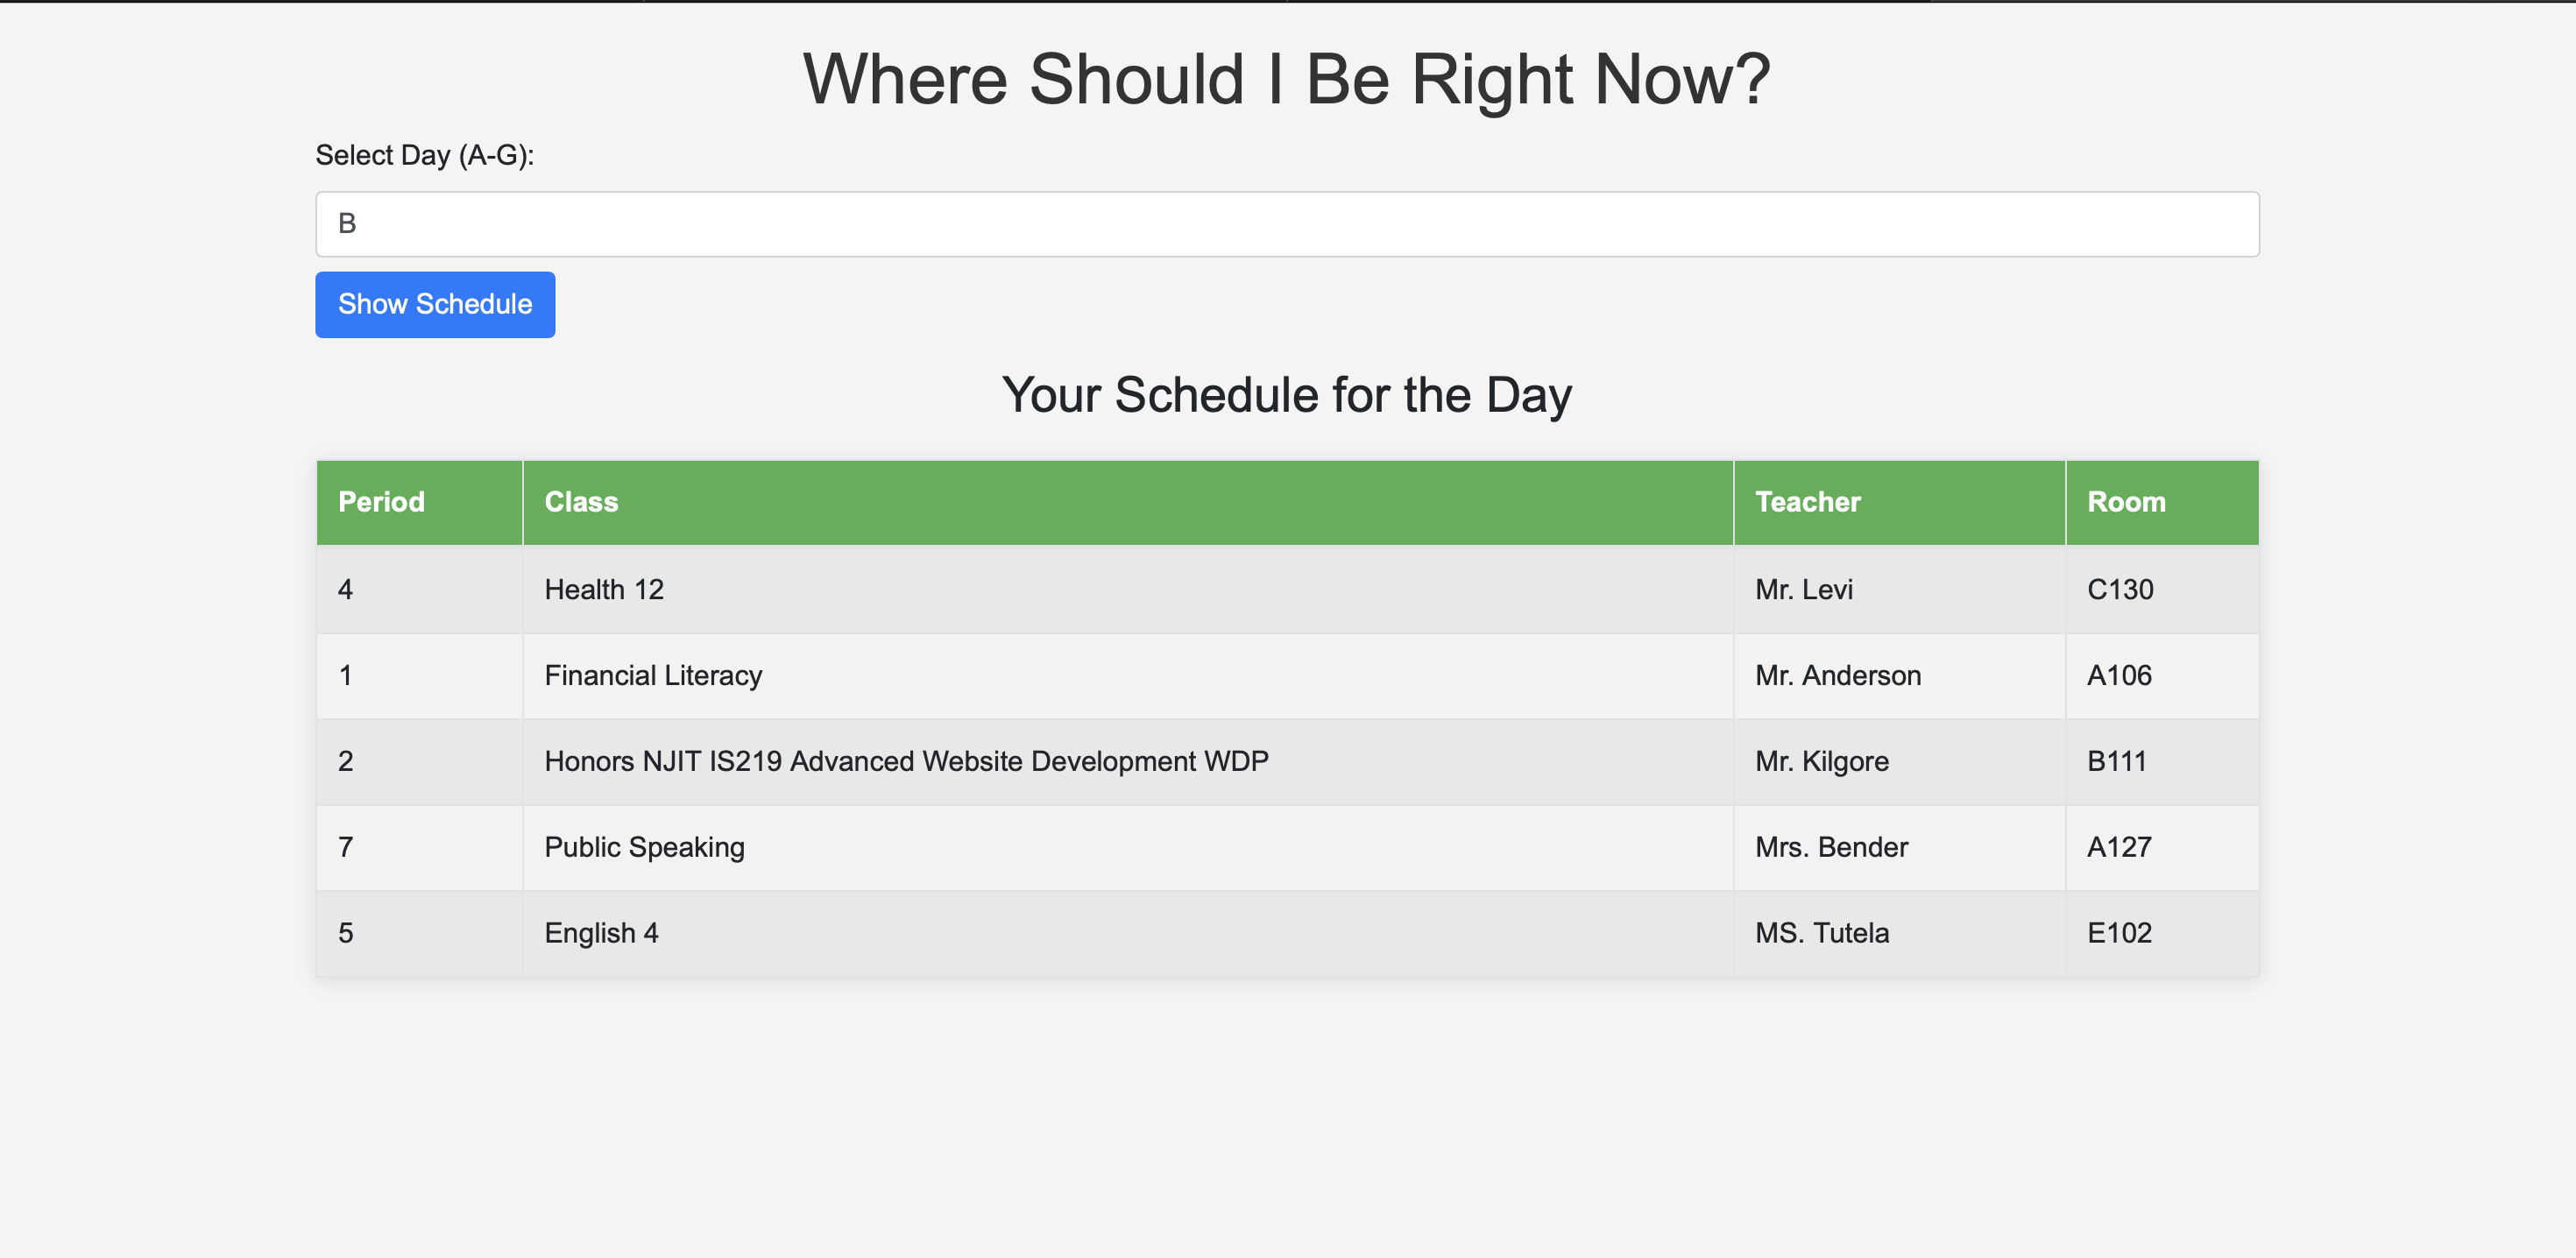 Where Should I Be Right Now?
Select Day (A-G):
B
Show Schedule
Your Schedule for the Day
Period Class Teacher Room
4 Health 12 Mr. Levi C130
1 Financial Literacy Mr. Anderson A106
2 Honors NJIT IS219 Advanced Website Development WDP Mr. Kilgore B111
7 Public Speaking Mrs. Bender A127
5 English 4 MS. Tutela E102